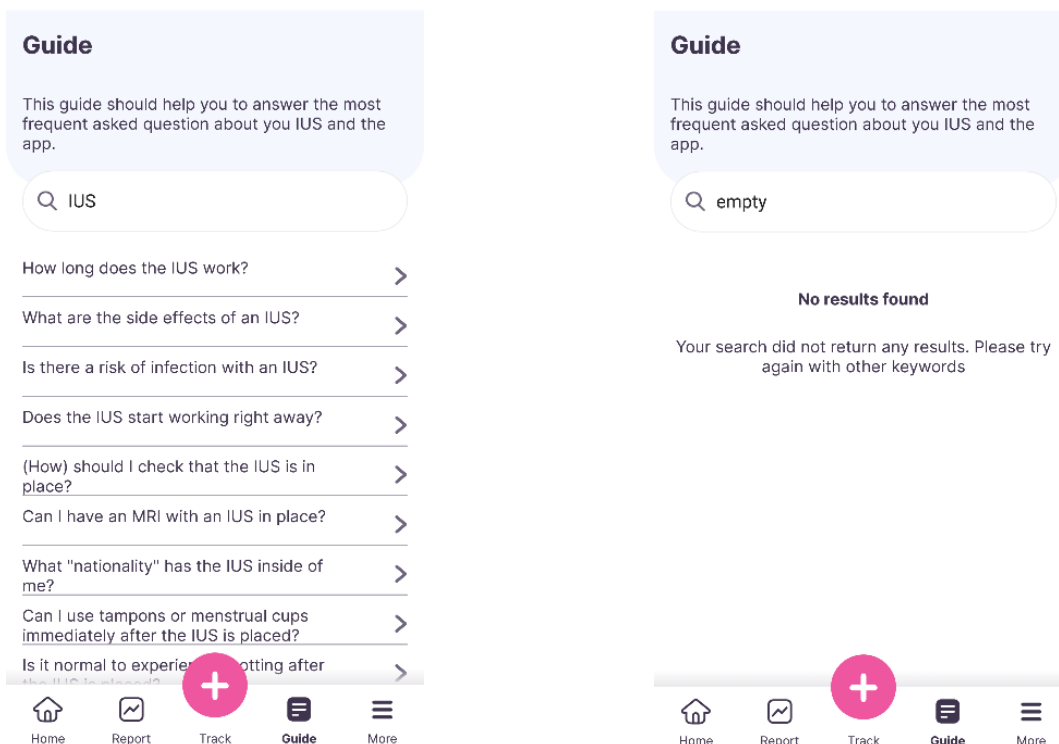 Guide
This guide should help you to answer the most
frequent asked question about you IUS and the
app.
IUS
How long does the IUS work?
What are the side effects of an IUS?
Is there a risk of infection with an IUS?
Does the IUS start working right away?
(How) should I check that the IUS is in
place?
Can I have an MRI with an IUS in place?
What "nationality" has the IUS inside of
me?
Can I use tampons or menstrual cups
immediately after the IUS is placed?
Is it normal to otting after
the IUS is placed?
Home Report Track Guide More
Guide
This guide should help you to answer the most
frequent asked question about you IUS and the
app.
empty
No results found
Your search did not return any results. Please try
again with other keywords
Home Report Track Guide More